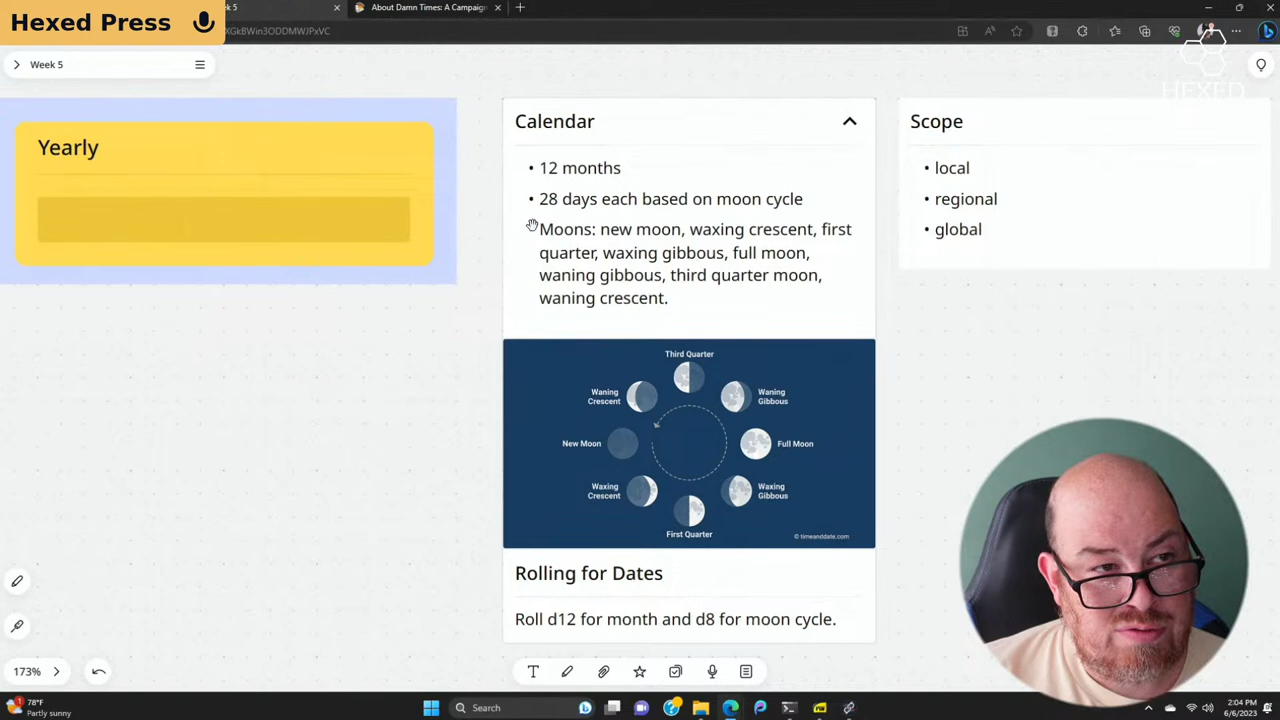 Hexed Press
k 5
About Damn Times: A Campaign
XGkBWin3ODDMWJPxVC
HEXED
Week 5
Yearly
Calendar
• 12 months
• 28 days each based on moon cycle
Moons: new moon, waxing crescent, first
quarter, waxing gibbous, full moon,
waning gibbous, third quarter moon,
waning crescent.
Third Quarter
Waning
Crescent
Waning
Gibbous
New Moon
Full Moon
Waxing
Crescent
Waxing
Gibbous
First Quarter
© timeanddate.com
Rolling for Dates
Roll d12 for month and d8 for moon cycle.
Scope
• local
• regional
• global
173%
78°F
Partly sunny
Search
2:04 PM
6/6/2023